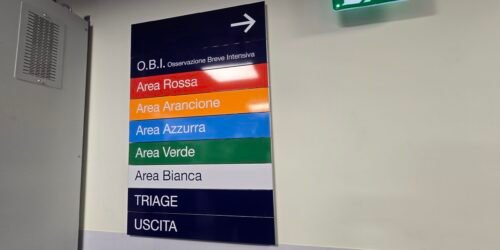 O.B.I. Osservazione Breve Intensiva
Area Rossa
Area Arancione
Area Azzurra
Area Verde
Area Bianca
TRIAGE
USCITA